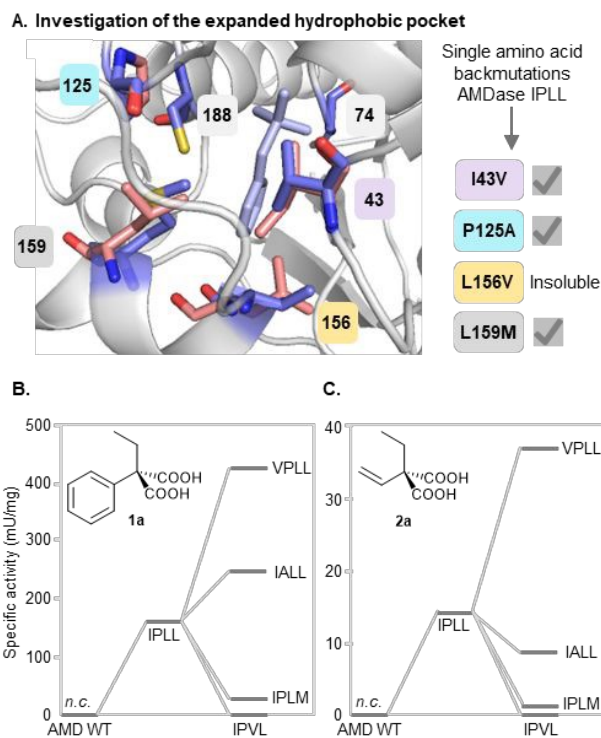 A. Investigation of the expanded hydrophobic pocket
125
188
74
43
159
156
Single amino acid
backmutations
AMDase IPLL
I43V
P125A
L156V Insoluble
L159M
B.
Specific activity (mU/mg)
500
400
300
200
100
0
COOH
COOH
1a
VPLL
IALL
IPLL
IPLM
n.c.
AMD WT
IPVL
C.
40
30
20
10
0
COOH
COOH
2a
VPLL
IPLL
IALL
IPLM
n.c.
AMD WT
IPVL